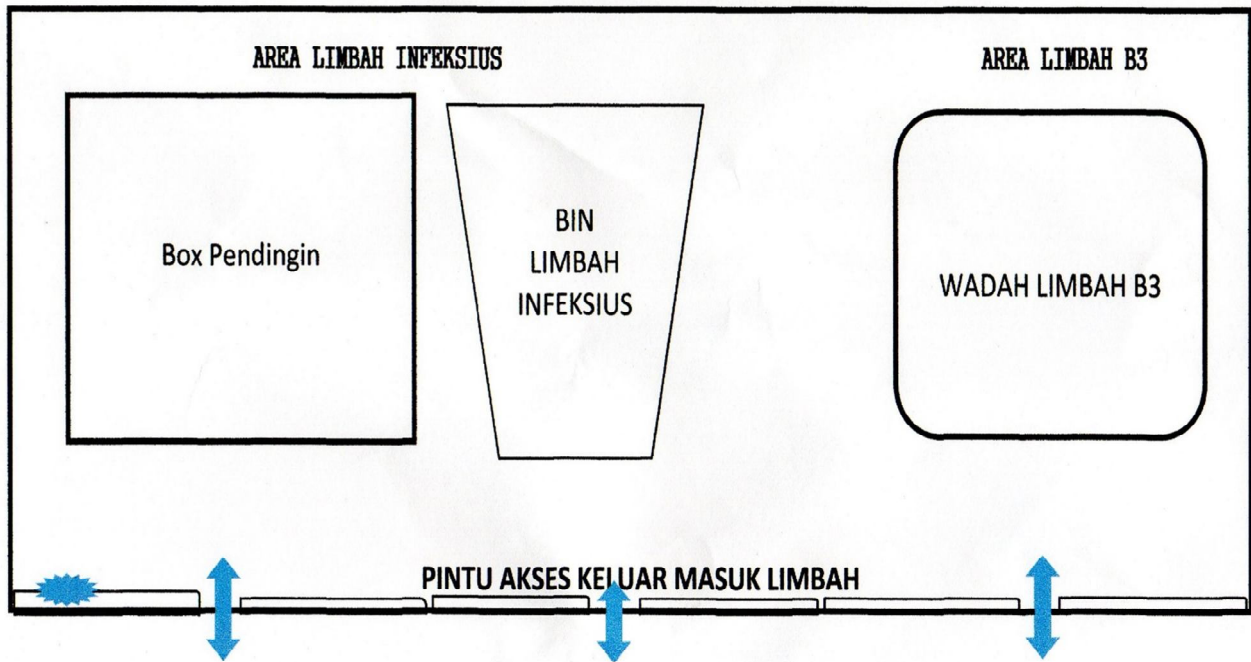 AREA LIMBAH INFEKSIUS
AREA LIMBAH B3
Box Pendingin
BIN
LIMBAH
INFEKSIUS
WADAH LIMBAH B3
PINTU AKSES KELUAR MASUK LIMBAH